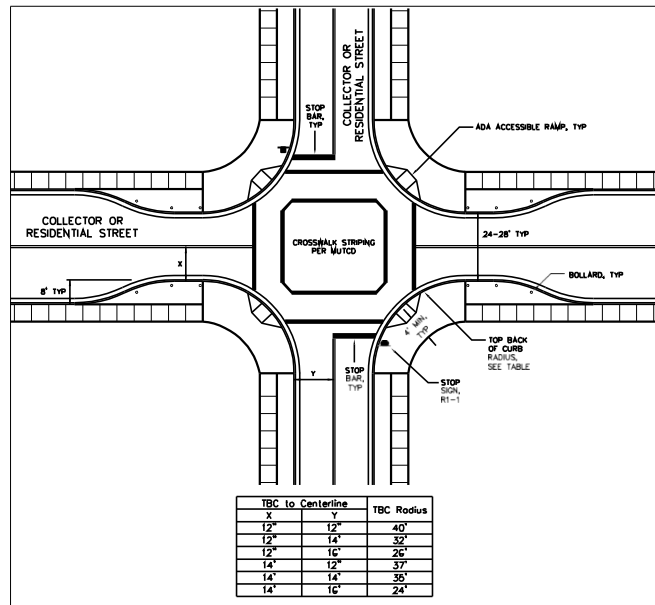 COLLECTOR OR
RESIDENTIAL STREET
STOP
BAR,
TYP
ADA ACCESSIBLE RAMP, TYP
COLLECTOR OR
RESIDENTIAL STREET
CROSSWALK STRIPING
PER MUTCD
24-28' TYP
X
8' TYP
BOLLARD, TYP
4' MIN,
TYP
TOP BACK
OF CURB
RADIUS,
SEE TABLE
Y
STOP
BAR,
TYP
STOP
SIGN,
R1-1
TBC to Centerline TBC Radius
X Y
12" 12" 40'
12" 14' 32'
12" 16' 26'
14' 12" 37'
14' 14' 35'
14' 16' 24'